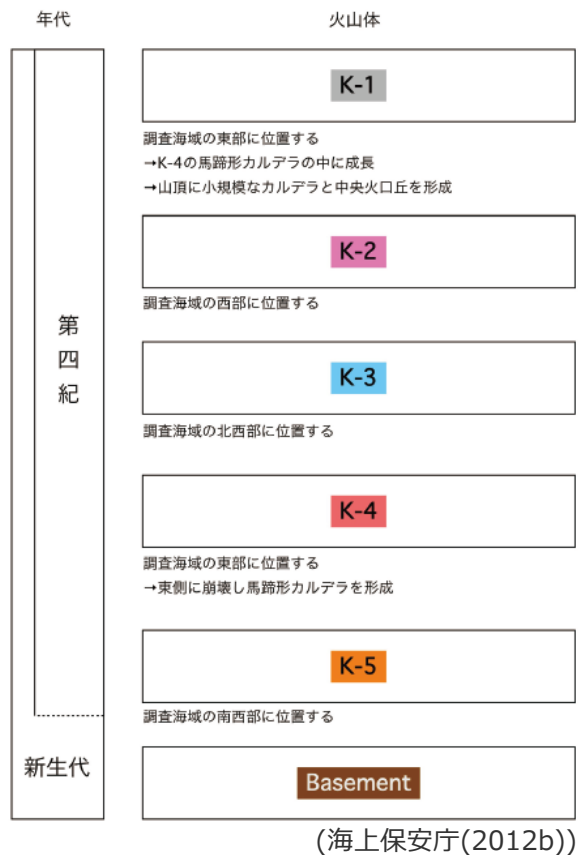 年代
火山体
K-1
調査海域の東部に位置する
→K-4の馬蹄形カルデラの中に成長
→山頂に小規模なカルデラと中央火口丘を形成
K-2
調査海域の西部に位置する
第四紀
K-3
調査海域の北西部に位置する
K-4
調査海域の東部に位置する
→東側に崩壊し馬蹄形カルデラを形成
K-5
調査海域の南西部に位置する
新生代
Basement
(海上保安庁(2012b))